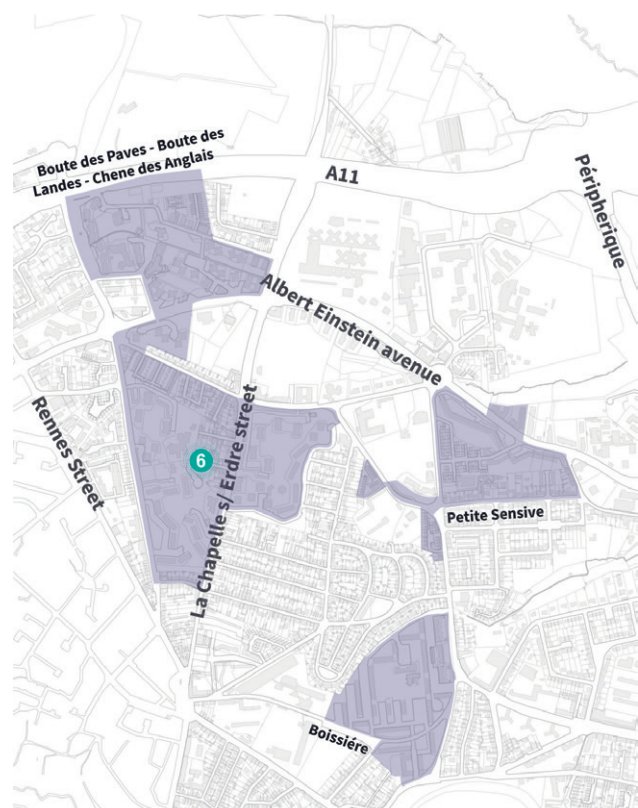 Boute des Paves - Boute des
Landes - Chene des Anglais
A11
Péripherique
Albert Einstein avenue
Rennes Street
La Chapelle s/ Erdre street
6
Petite Sensive
Boissiére